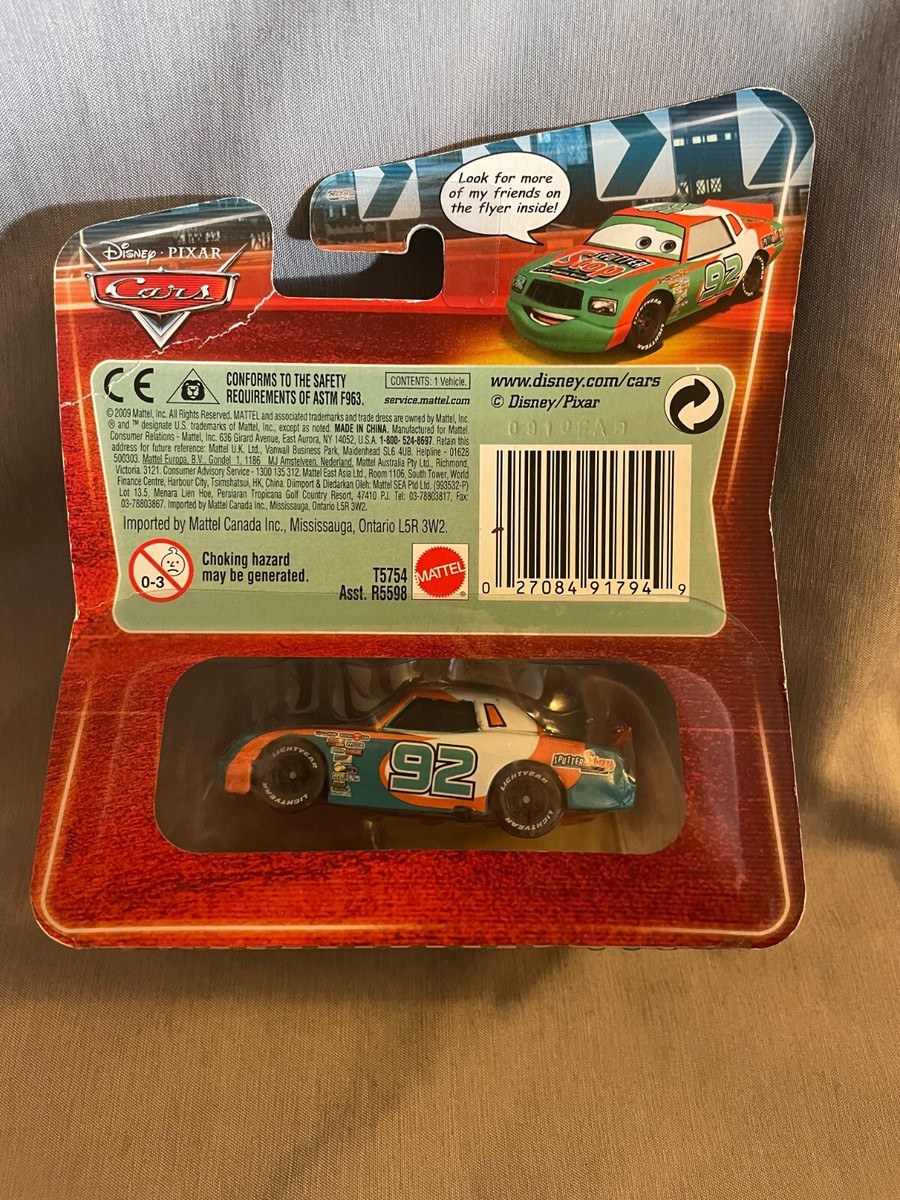 Look for more
of my friends on
the flyer inside!
Disney · PIXAR
Cars
Sputter
Stop
92
LIGHTYEAR
CE
CONFORMS TO THE SAFETY
REQUIREMENTS OF ASTM F963.
CONTENTS: 1 Vehicle.
service.mattel.com
© 2009 Mattel, Inc. All Rights Reserved. MATTEL and associated trademarks and trade dress are owned by Mattel, Inc.
® and ™ designate U.S. trademarks of Mattel, Inc., except as noted. MADE IN CHINA. Manufactured for Mattel.
Consumer Relations - Mattel, Inc. 636 Girard Avenue, East Aurora, NY 14052, U.S.A. 1-800-524-8697. Retain this
address for future reference: Mattel U.K. Ltd., Vanwall Business Park, Maidenhead SL6 4UB. Helpline - 01628
500303. Mattel Europa, B.V., Gondel 1, 1186 MJ Amstelveen, Nederland. Mattel Australia Pty Ltd., Richmond,
Victoria. 3121. Consumer Advisory Service - 1300 135 312. Mattel East Asia Ltd., Room 1106, South Tower, World
Finance Centre, Harbour City, Tsimshatsui, HK, China. Diimport & Diedarkan Oleh: Mattel SEA Ptd Ltd. (993532-P)
Lot 13.5, Menara Lien Hoe, Persiaran Tropicana Golf Country Resort, 47410 PJ. Tel: 03-78803817, Fax:
03-78803867. Imported by Mattel Canada Inc., Mississauga, Ontario L5R 3W2.
Imported by Mattel Canada Inc., Mississauga, Ontario L5R 3W2.
0-3
Choking hazard
may be generated.
T5754
Asst. R5598
MATTEL
www.disney.com/cars
© Disney/Pixar
0 27084 91794 9
92
LIGHTYEAR
LIGHTYEAR
LIGHTYEAR
LIGHTYEAR
SPUTTER Stop